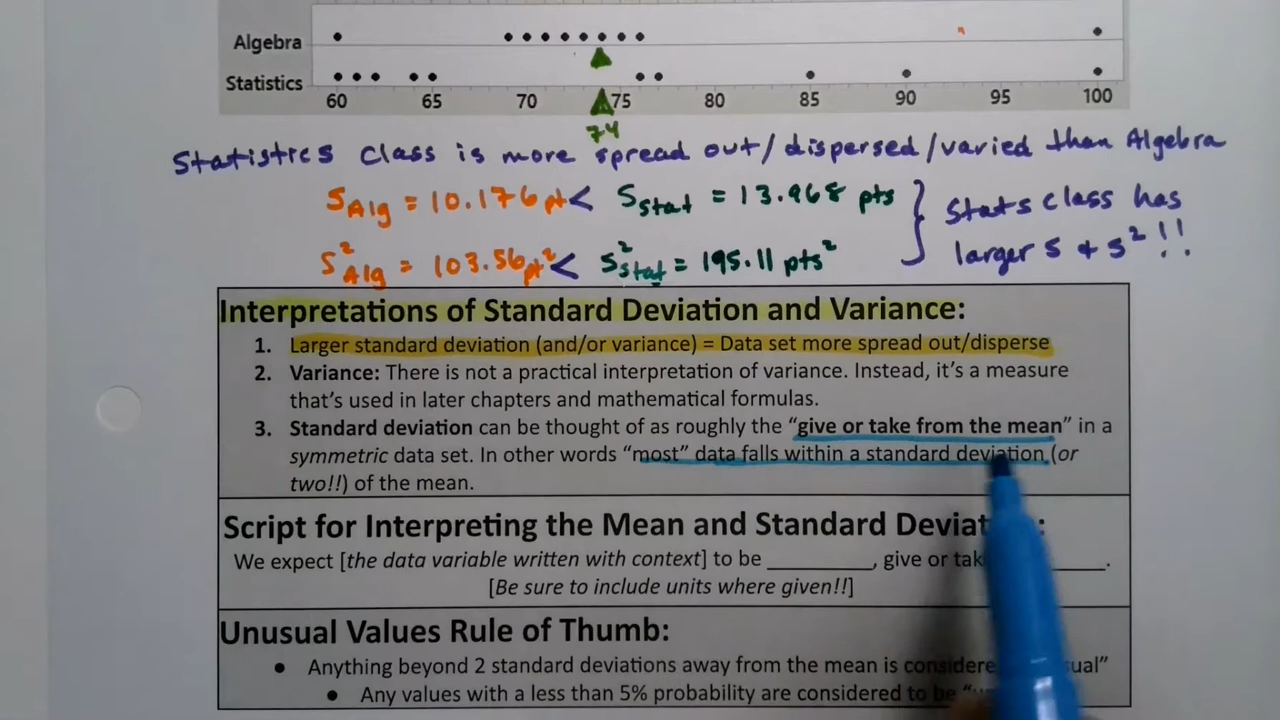 Algebra
Statistics
60 65 70 75 80 85 90 95 100
74
Statistics class is more spread out/dispersed/varied than Algebra
S Alg = 10.176 pt < S Stat = 13.968 pts } Stats class has
S² Alg = 103.56 pt² < S² Stat = 195.11 pts² larger S + S²!!
Interpretations of Standard Deviation and Variance:
1. Larger standard deviation (and/or variance) = Data set more spread out/disperse
2. Variance: There is not a practical interpretation of variance. Instead, it's a measure
that's used in later chapters and mathematical formulas.
3. Standard deviation can be thought of as roughly the "give or take from the mean" in a
symmetric data set. In other words "most" data falls within a standard deviation (or
two!!) of the mean.
Script for Interpreting the Mean and Standard :
We expect [the data variable written with context] to be _________, give or ____.
[Be sure to include units where given!!]
Unusual Values Rule of Thumb:
● Anything beyond 2 standard deviations away from the mean is
● Any values with a less than 5% probability are considered to be